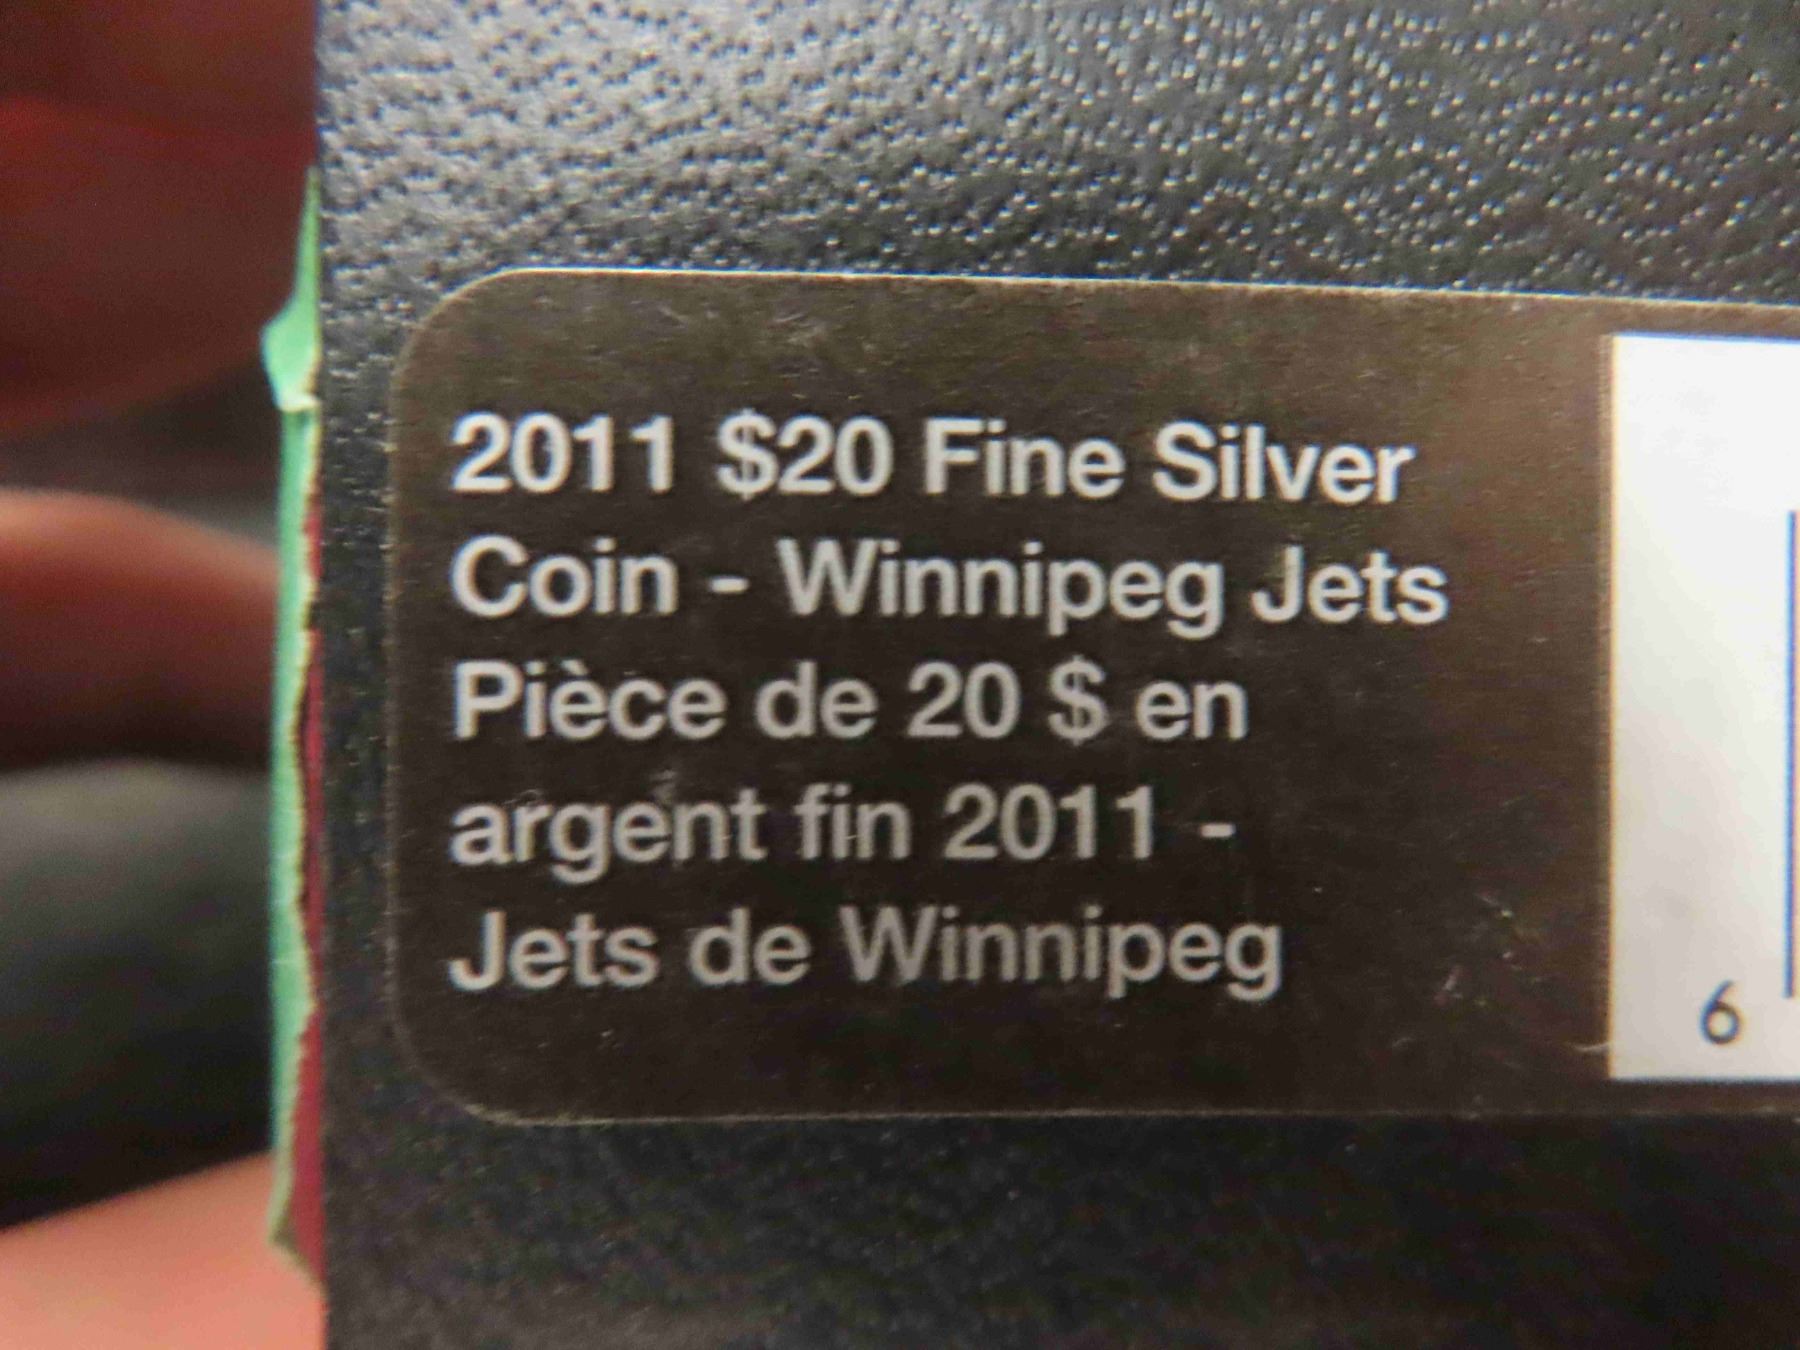 2011 $20 Fine Silver
Coin - Winnipeg Jets
Pièce de 20 $ en
argent fin 2011 -
Jets de Winnipeg
6